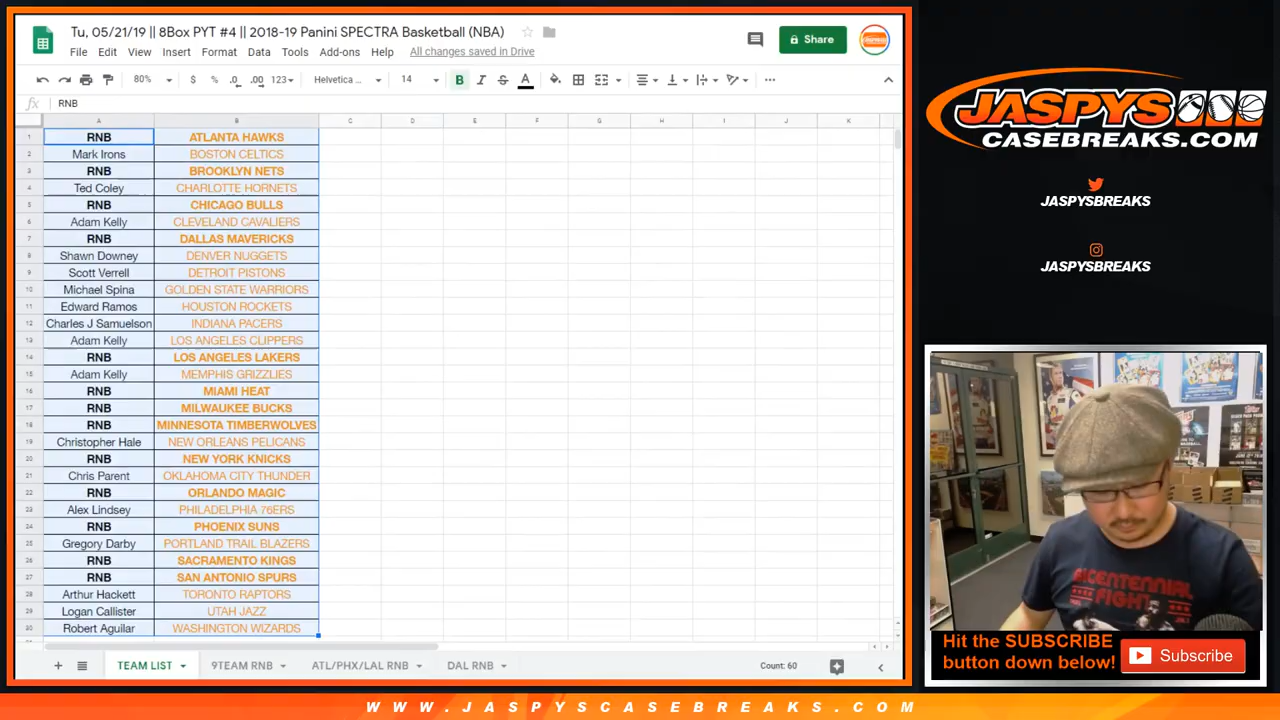 Tu, 05/21/19 || 8Box PYT #4 || 2018-19 Panini SPECTRA Basketball (NBA)
File Edit View Insert Format Data Tools Add-ons Help All changes saved in Drive
Share
80% $ % .0 .00 123 Helvetica ... 14 B I S A
fx RNB
A B C D E F G H I J K
1 RNB ATLANTA HAWKS
2 Mark Irons BOSTON CELTICS
3 RNB BROOKLYN NETS
4 Ted Coley CHARLOTTE HORNETS
5 RNB CHICAGO BULLS
6 Adam Kelly CLEVELAND CAVALIERS
7 RNB DALLAS MAVERICKS
8 Shawn Downey DENVER NUGGETS
9 Scott Verrell DETROIT PISTONS
10 Michael Spina GOLDEN STATE WARRIORS
11 Edward Ramos HOUSTON ROCKETS
12 Charles J Samuelson INDIANA PACERS
13 Adam Kelly LOS ANGELES CLIPPERS
14 RNB LOS ANGELES LAKERS
15 Adam Kelly MEMPHIS GRIZZLIES
16 RNB MIAMI HEAT
17 RNB MILWAUKEE BUCKS
18 RNB MINNESOTA TIMBERWOLVES
19 Christopher Hale NEW ORLEANS PELICANS
20 RNB NEW YORK KNICKS
21 Chris Parent OKLAHOMA CITY THUNDER
22 RNB ORLANDO MAGIC
23 Alex Lindsey PHILADELPHIA 76ERS
24 RNB PHOENIX SUNS
25 Gregory Darby PORTLAND TRAIL BLAZERS
26 RNB SACRAMENTO KINGS
27 RNB SAN ANTONIO SPURS
28 Arthur Hackett TORONTO RAPTORS
29 Logan Callister UTAH JAZZ
30 Robert Aguilar WASHINGTON WIZARDS
TEAM LIST 9TEAM RNB ATL/PHX/LAL RNB DAL RNB Count: 60
JASPYS
CASEBREAKS.COM
JASPYSBREAKS
JASPYSBREAKS
BICENTENNIAL
FIGHT
Hit the SUBSCRIBE
button down below!
Subscribe
WWW.JASPYSCASEBREAKS.COM